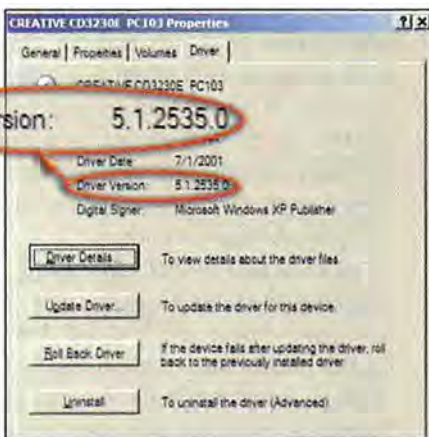 CREATIVE CD3230E PC103 Properties
General Properties Volumes Driver
CREATIVE CD3230E PC103
sion: 5.1.2535.0
Driver Date: 7/1/2001
Driver Version: 5.1.2535.0
Digital Signer: Microsoft Windows XP Publisher
Driver Details... To view details about the driver files.
Update Driver... To update the driver for this device.
Roll Back Driver If the device fails after updating the driver, roll
back to the previously installed driver.
Uninstall To uninstall the driver (Advanced).